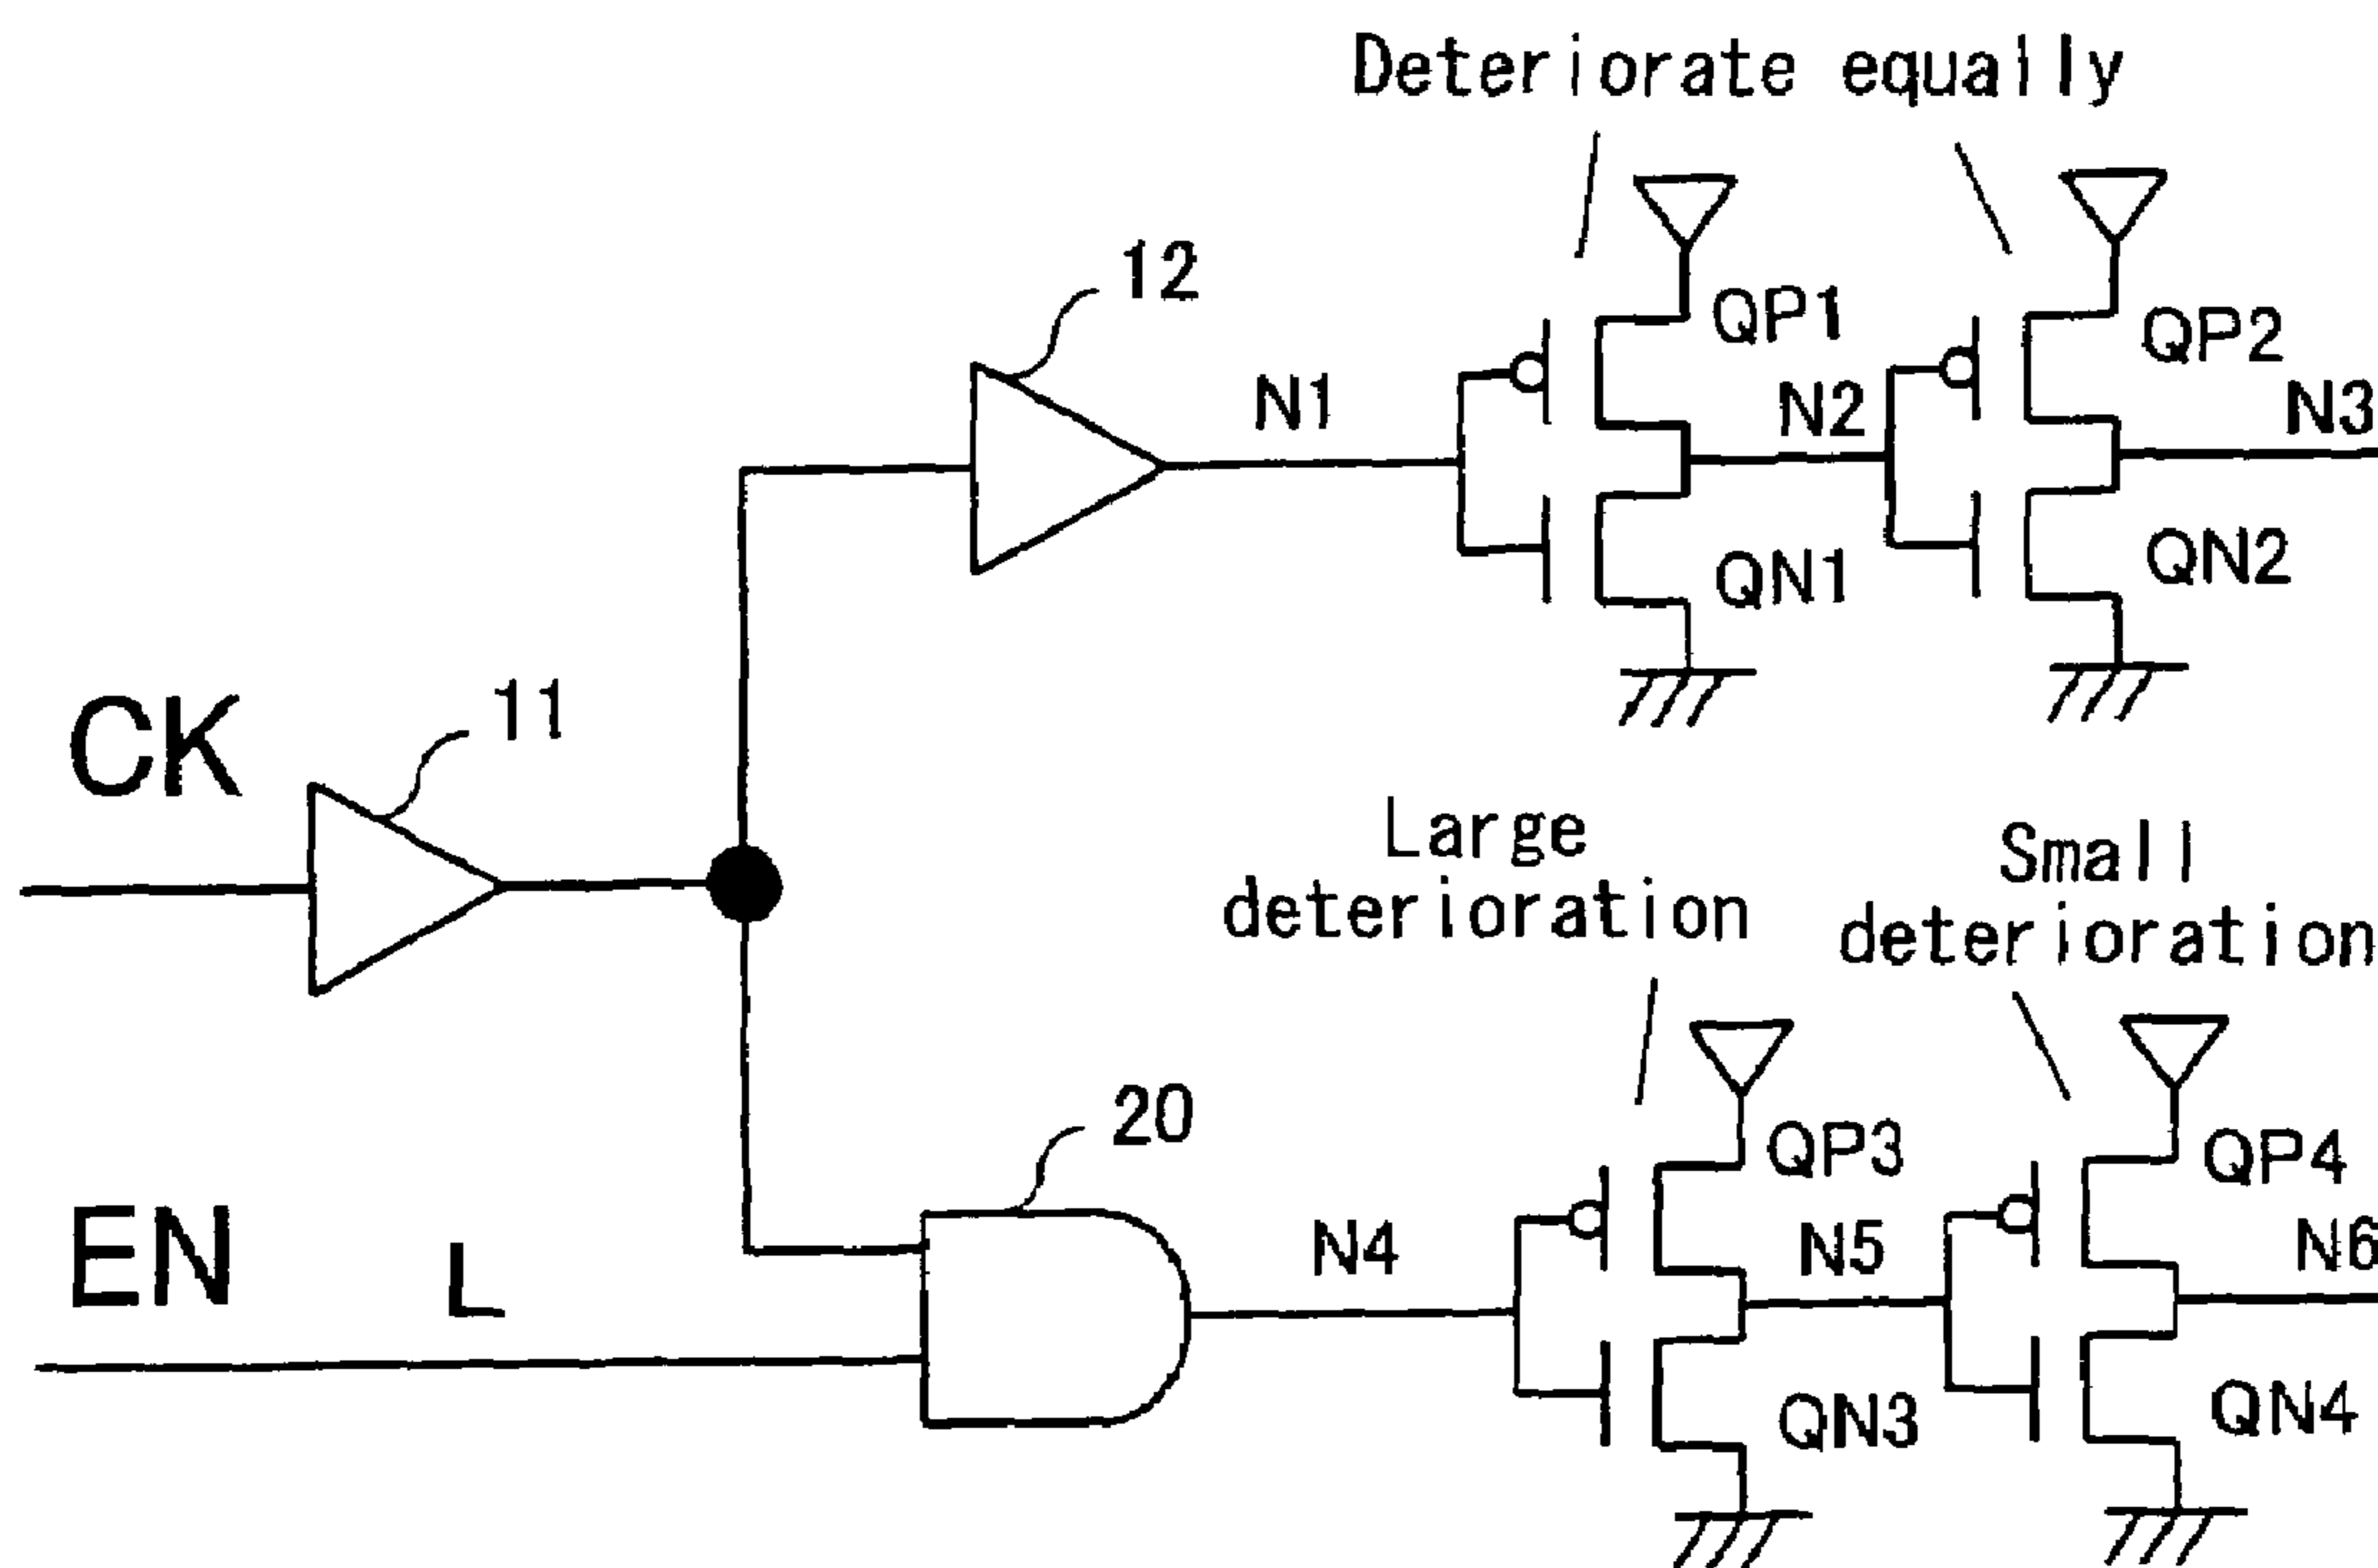 Deteriorate equally
12
QP1
QP2
N1
N2
N3
QN1
QN2
CK
11
Large
deterioration
Small
deterioration
20
QP3
QP4
EN
L
N4
N5
N6
QN3
QN4